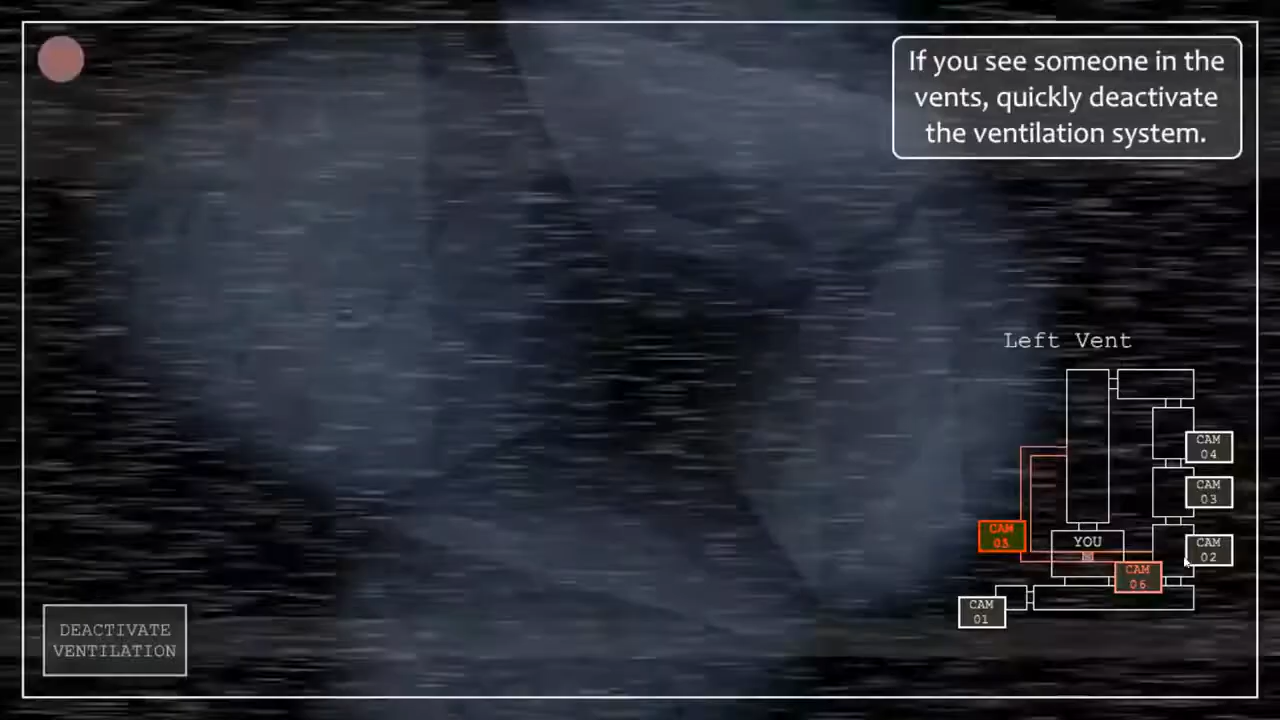 If you see someone in the
vents, quickly deactivate
the ventilation system.
Left Vent
CAM
04
CAM
03
CAM
05
YOU
CAM
02
CAM
06
CAM
01
DEACTIVATE
VENTILATION